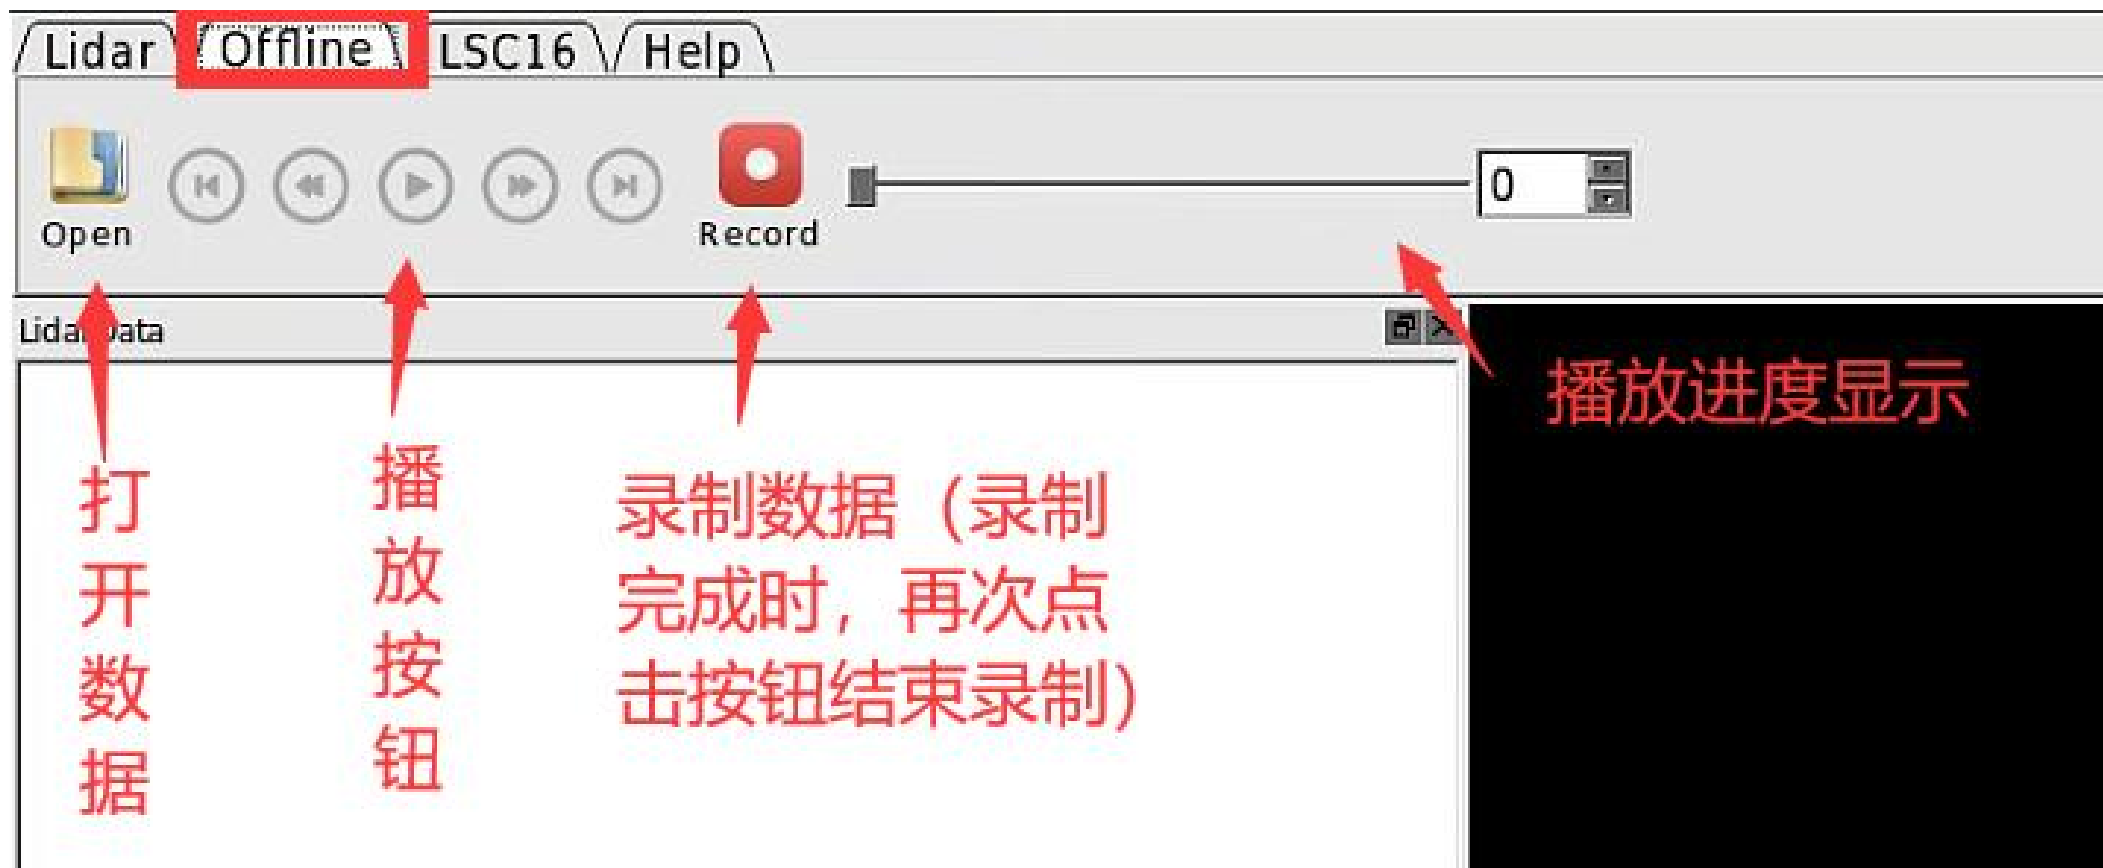 Lidar
Offline
LSC16
Help
Open
Record
0
播放进度显示
打开数据
播放按钮
录制数据（录制
完成时，再次点
击按钮结束录制）